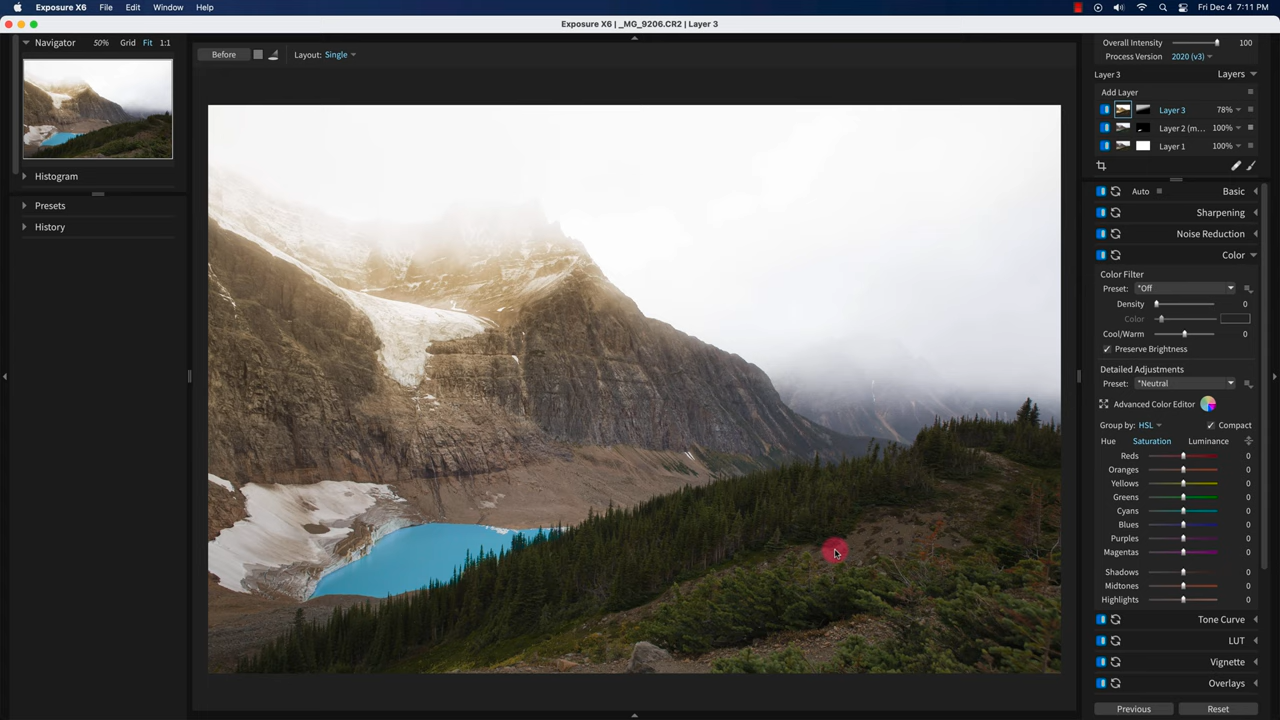 Exposure X6 File Edit Window Help Fri Dec 4 7:11 PM
Exposure X6 | _MG_9206.CR2 | Layer 3
Navigator 50% Grid Fit 1:1
Histogram
Presets
History
Before Layout: Single
Overall Intensity 100
Process Version 2020 (v3)
Layer 3 Layers
Add Layer
Layer 3 78%
Layer 2 (m... 100%
Layer 1 100%
Auto Basic
Sharpening
Noise Reduction
Color
Color Filter
Preset: *Off
Density 0
Color
Cool/Warm 0
Preserve Brightness
Detailed Adjustments
Preset: *Neutral
Advanced Color Editor
Group by: HSL Compact
Hue Saturation Luminance
Reds 0
Oranges 0
Yellows 0
Greens 0
Cyans 0
Blues 0
Purples 0
Magentas 0
Shadows 0
Midtones 0
Highlights 0
Tone Curve
LUT
Vignette
Overlays
Previous Reset